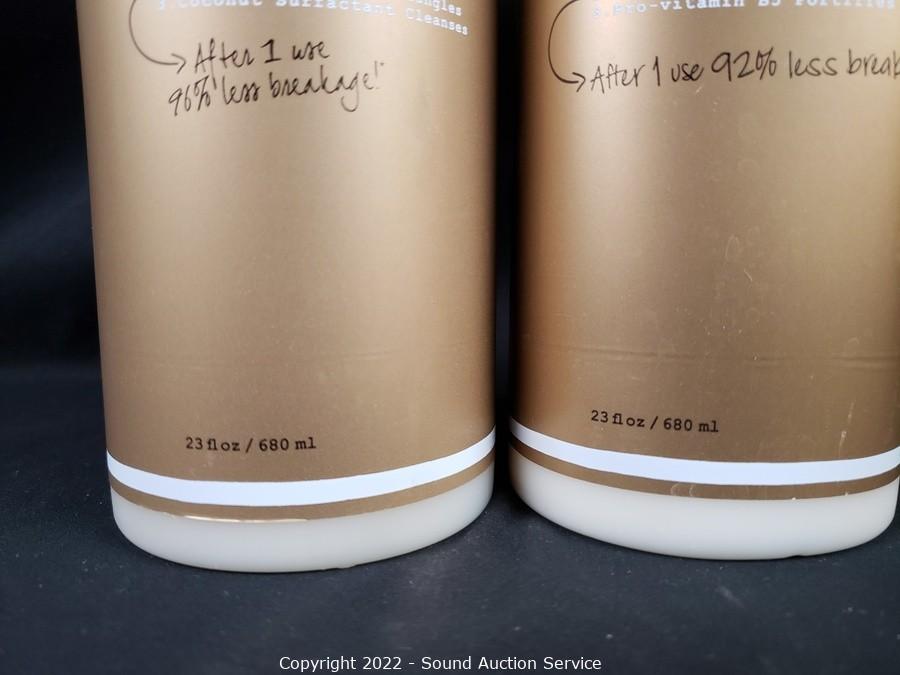 3.Coconut Surfactant Cleanses
After 1 use
96% less breakage!
23 fl oz / 680 ml
3.Pro-vitamin B5 Fortifies
After 1 use 92% less break
23 fl oz / 680 ml
Copyright 2022 - Sound Auction Service